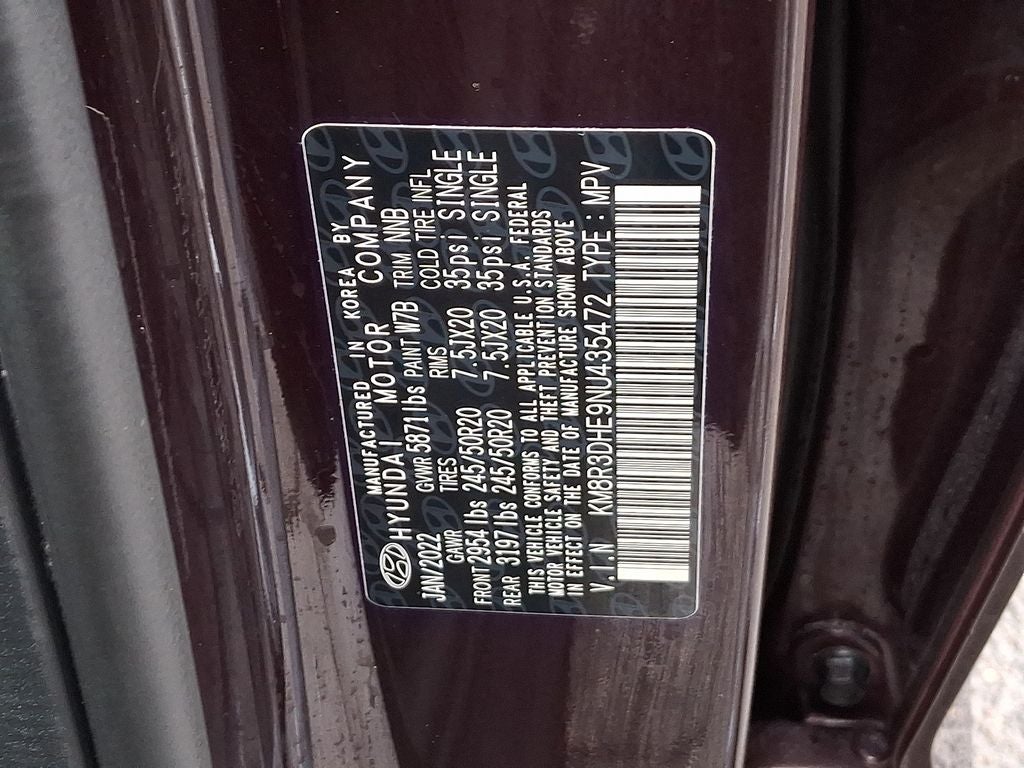 MANUFACTURED IN KOREA BY
HYUNDAI MOTOR COMPANY
JAN/2022 GVWR 5871lbs PAINT W7B TRIM NNB
GAWR TIRES RIMS COLD TIRE INFL
FRONT 2954lbs 245/50R20 7.5JX20 35psi SINGLE
REAR 3197lbs 245/50R20 7.5JX20 35psi SINGLE
THIS VEHICLE CONFORMS TO ALL APPLICABLE U.S.A. FEDERAL
MOTOR VEHICLE SAFETY AND THEFT PREVENTION STANDARDS
IN EFFECT ON THE DATE OF MANUFACTURE SHOWN ABOVE
V.I.N KM8R3DHE9NU435472 TYPE : MPV